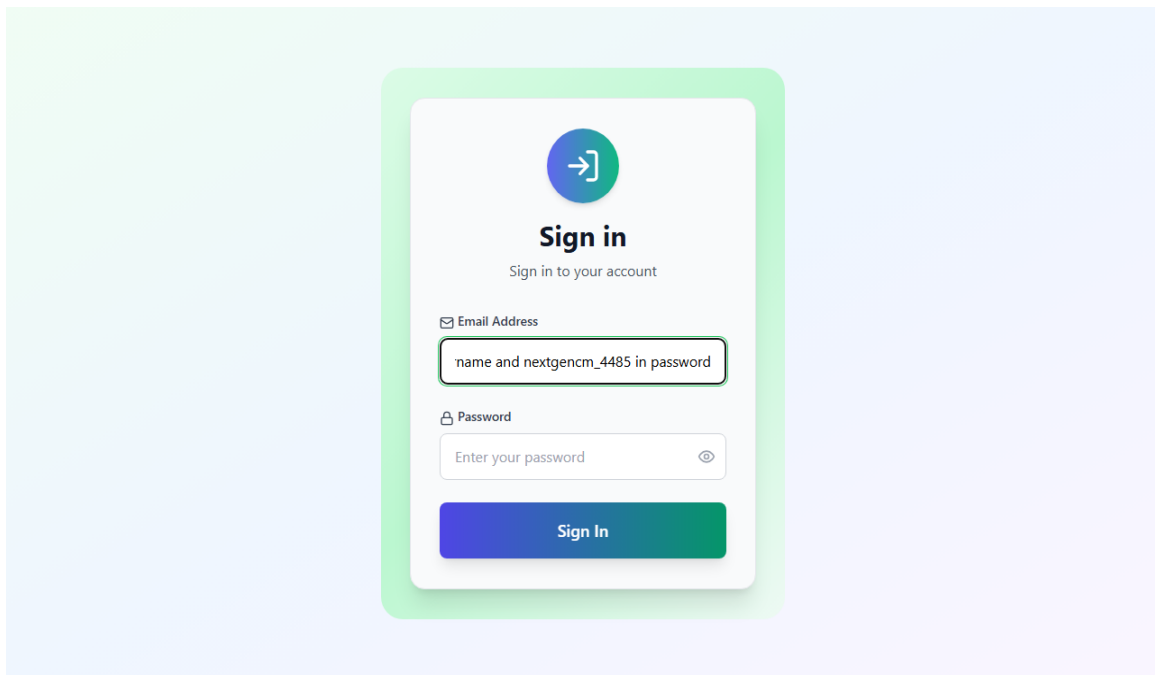 Sign in
Sign in to your account
Email Address
name and nextgencm_4485 in password
Password
Enter your password
Sign In